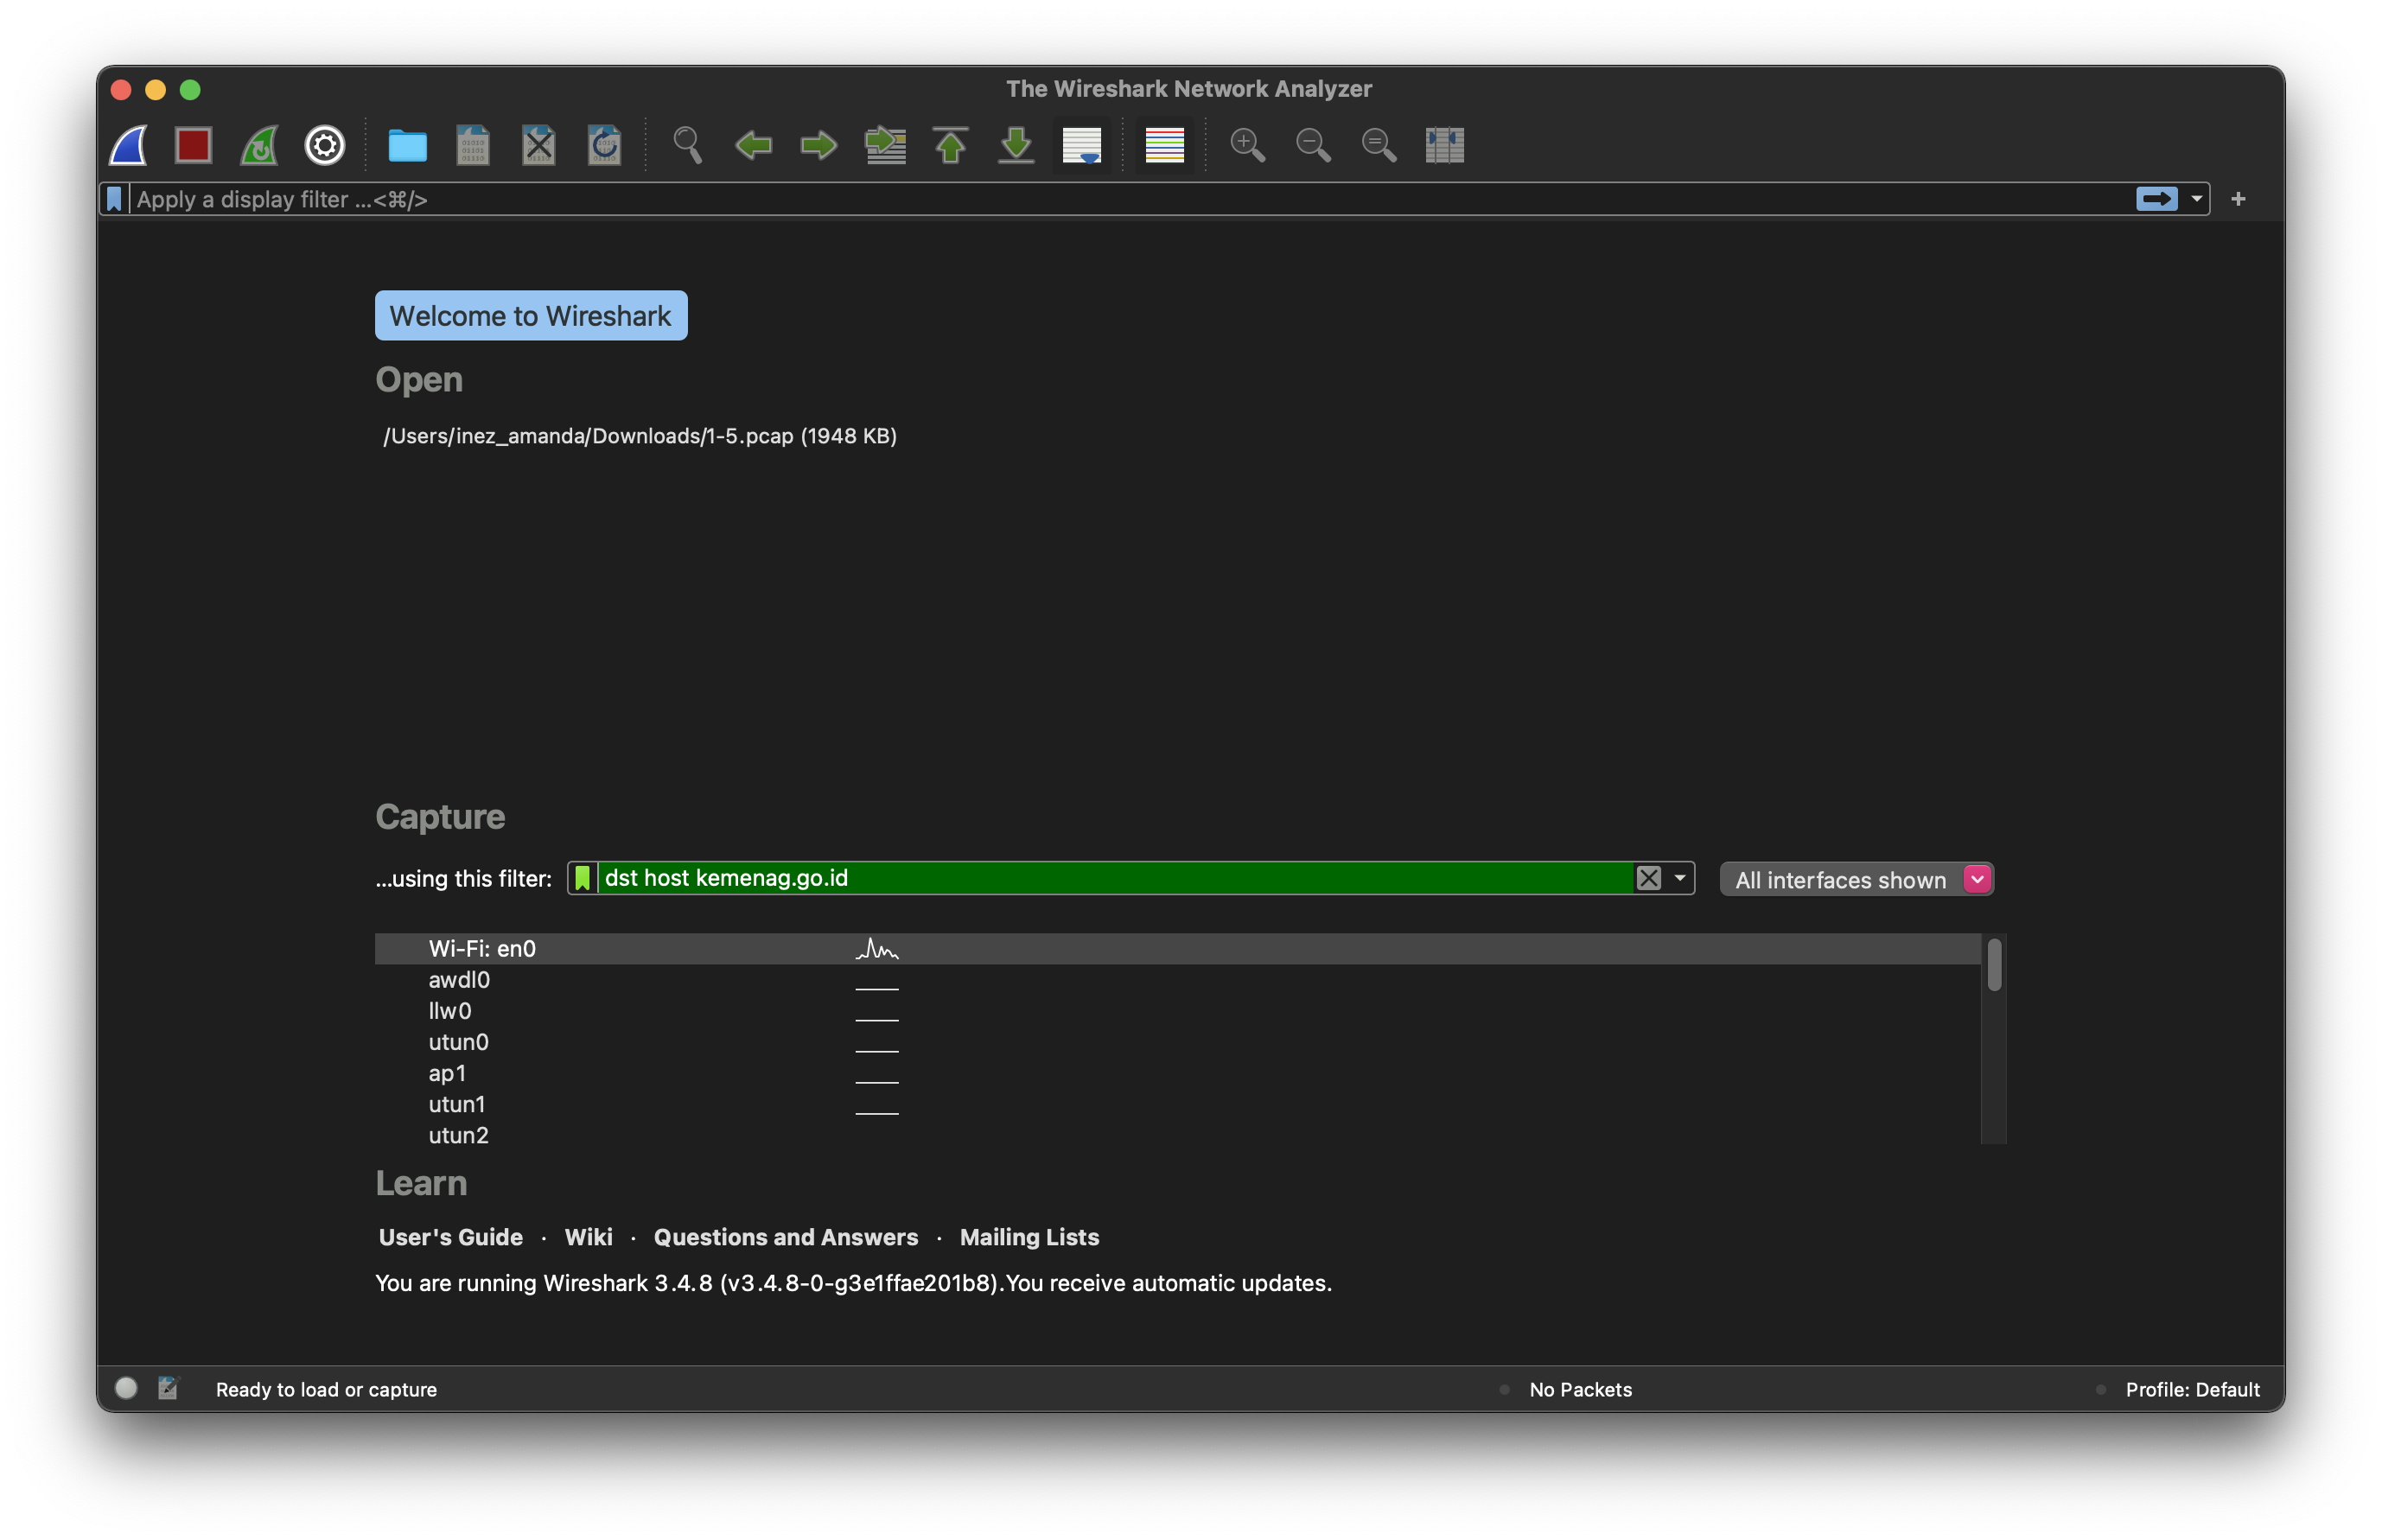 The Wireshark Network Analyzer
Apply a display filter ...<⌘/>
Welcome to Wireshark
Open
/Users/inez_amanda/Downloads/1-5.pcap (1948 KB)
Capture
...using this filter: dst host kemenag.go.id All interfaces shown
Wi-Fi: en0
awdl0
llw0
utun0
ap1
utun1
utun2
Learn
User's Guide · Wiki · Questions and Answers · Mailing Lists
You are running Wireshark 3.4.8 (v3.4.8-0-g3e1ffae201b8).You receive automatic updates.
Ready to load or capture No Packets Profile: Default